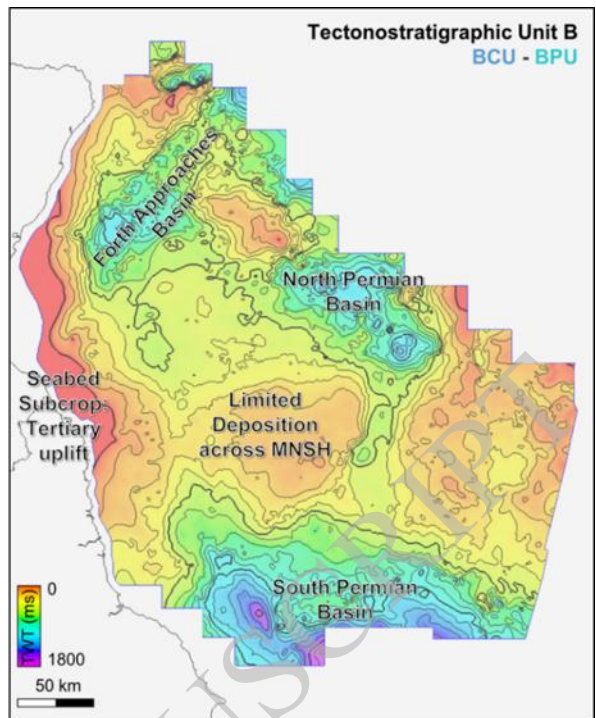 Tectonostratigraphic Unit B
BCU - BPU
Forth Approaches
Basin
North Permian
Basin
Seabed
Subcrop:
Tertiary
uplift
Limited
Deposition
across MNSH
South Permian
Basin
TWT (ms)
0
1800
50 km
USCRIPT